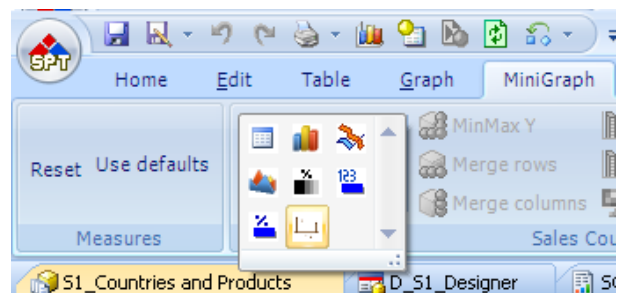 SPT
Home Edit Table Graph MiniGraph
MinMax Y
Reset Use defaults Merge rows
% 123
Merge columns
%
Measures Sales Cou
S1_Countries and Products D_S1_Designer